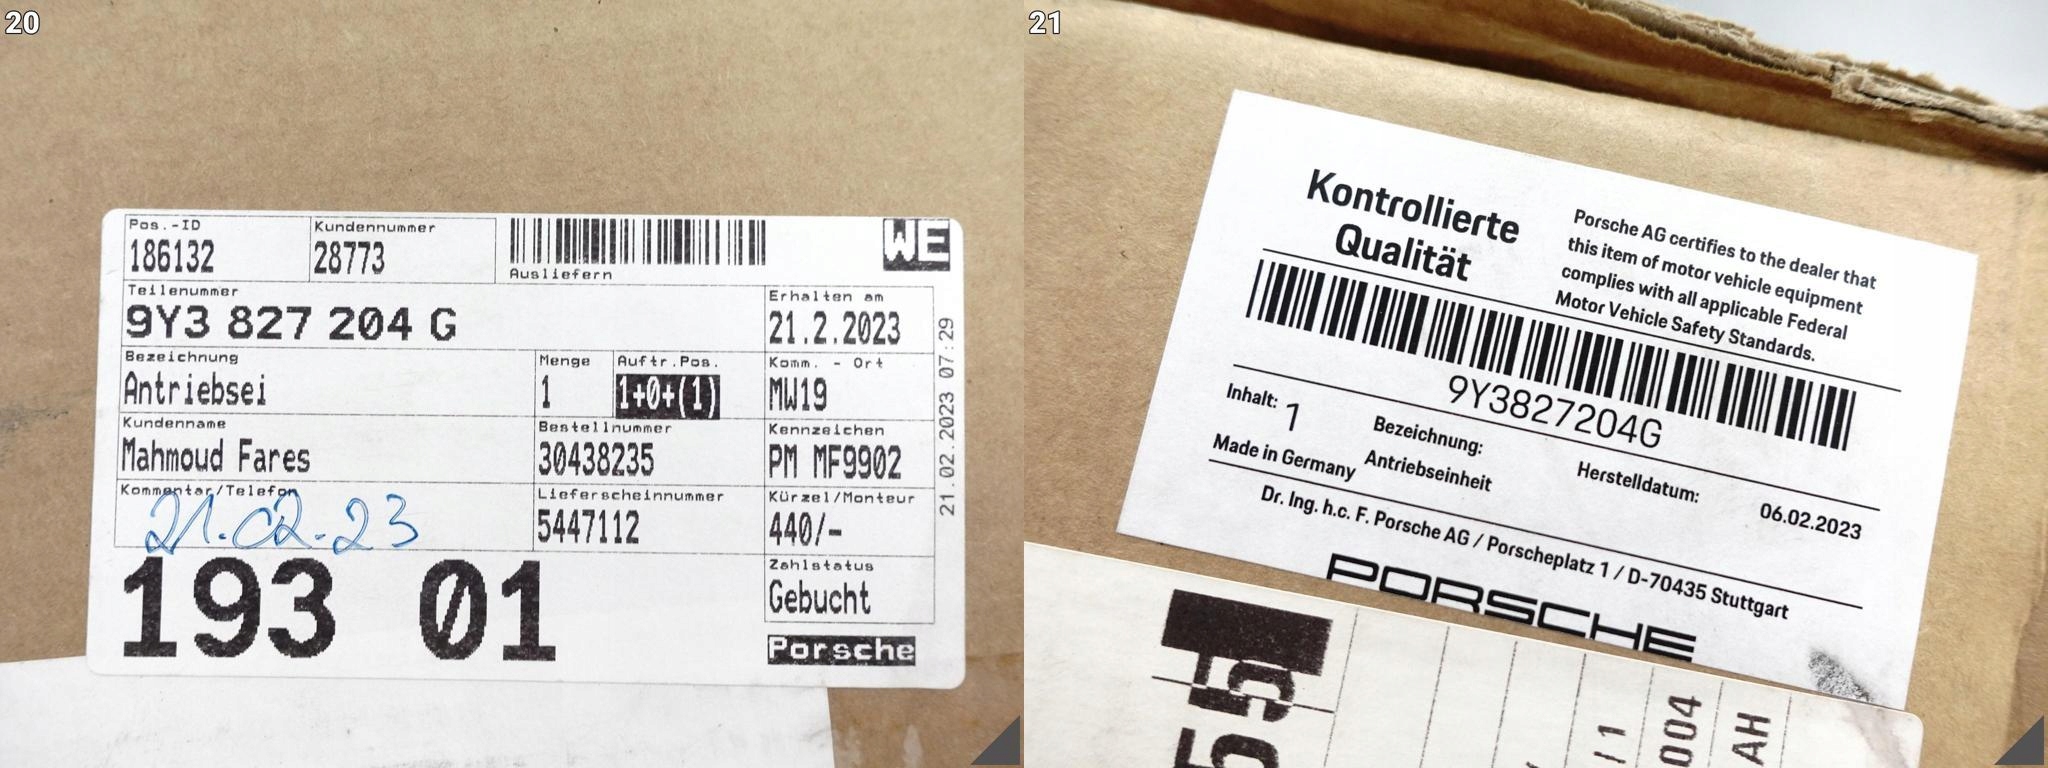 20
Pos.-ID
186132
Kundennummer
28773
Ausliefern
WE
Teilenummer
9Y3 827 204 G
Erhalten am
21.2.2023
Bezeichnung
Antriebsei
Menge
1
Auftr.Pos.
1+0+(1)
Komm. - Ort
MW19
Kundenname
Mahmoud Fares
Bestellnummer
30438235
Kennzeichen
PM MF9902
Kommentar/Telefon
21.02.23
Lieferscheinnummer
5447112
Kürzel/Monteur
440/-
193 01
Zahlstatus
Gebucht
Porsche
21.02.2023 07:29
21
Kontrollierte
Qualität
Porsche AG certifies to the dealer that
this item of motor vehicle equipment
complies with all applicable Federal
Motor Vehicle Safety Standards.
9Y3827204G
Inhalt: 1
Made in Germany
Bezeichnung:
Antriebseinheit
Herstelldatum:
06.02.2023
Dr. Ing. h.c. F. Porsche AG / Porscheplatz 1 / D-70435 Stuttgart
PORSCHE
55
/1
004
AH